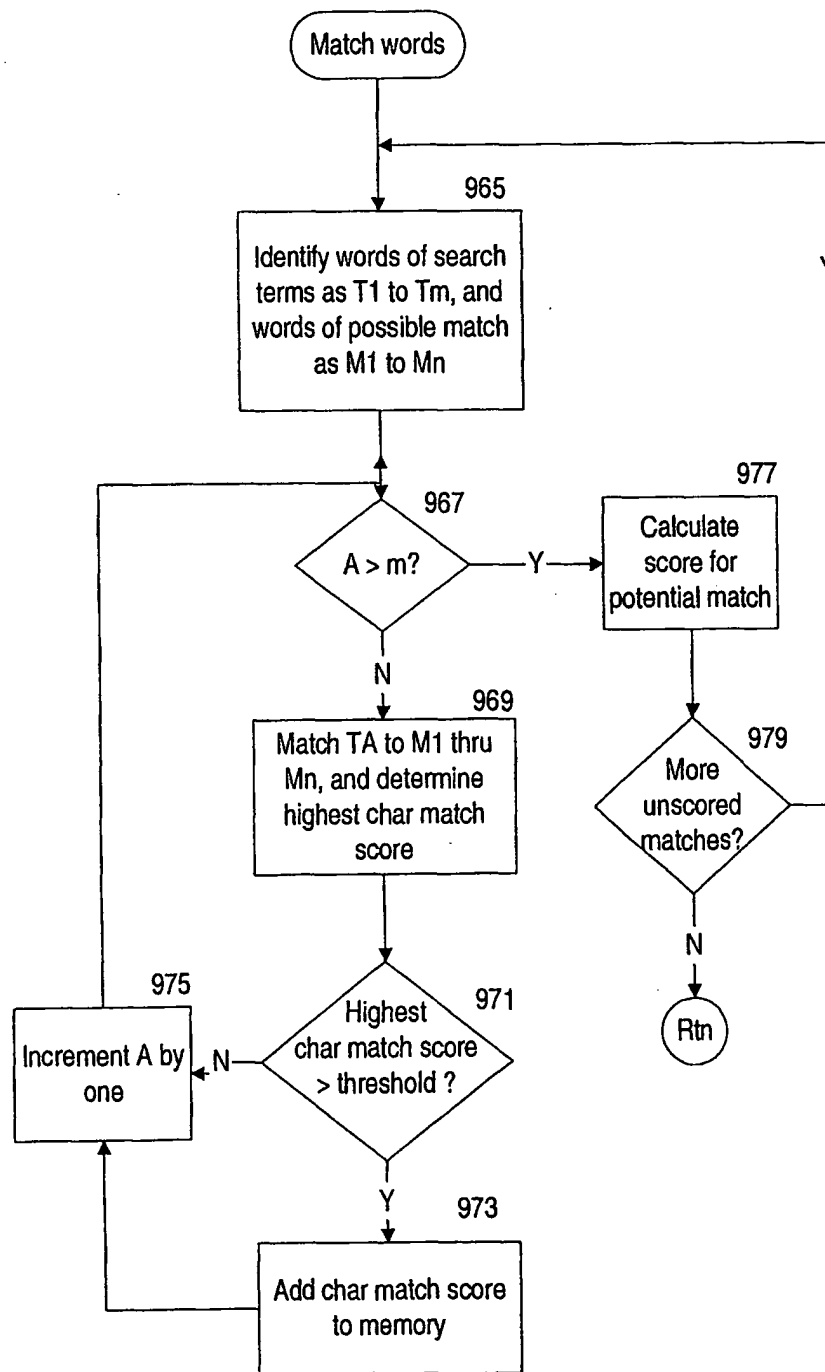 Match words
965
Identify words of search
terms as T1 to Tm, and
words of possible match
as M1 to Mn
967
A > m?
Y
977
Calculate
score for
potential match
N
969
Match TA to M1 thru
Mn, and determine
highest char match
score
979
More
unscored
matches?
N
Rtn
971
Highest
char match score
> threshold ?
N
975
Increment A by
one
Y
973
Add char match score
to memory